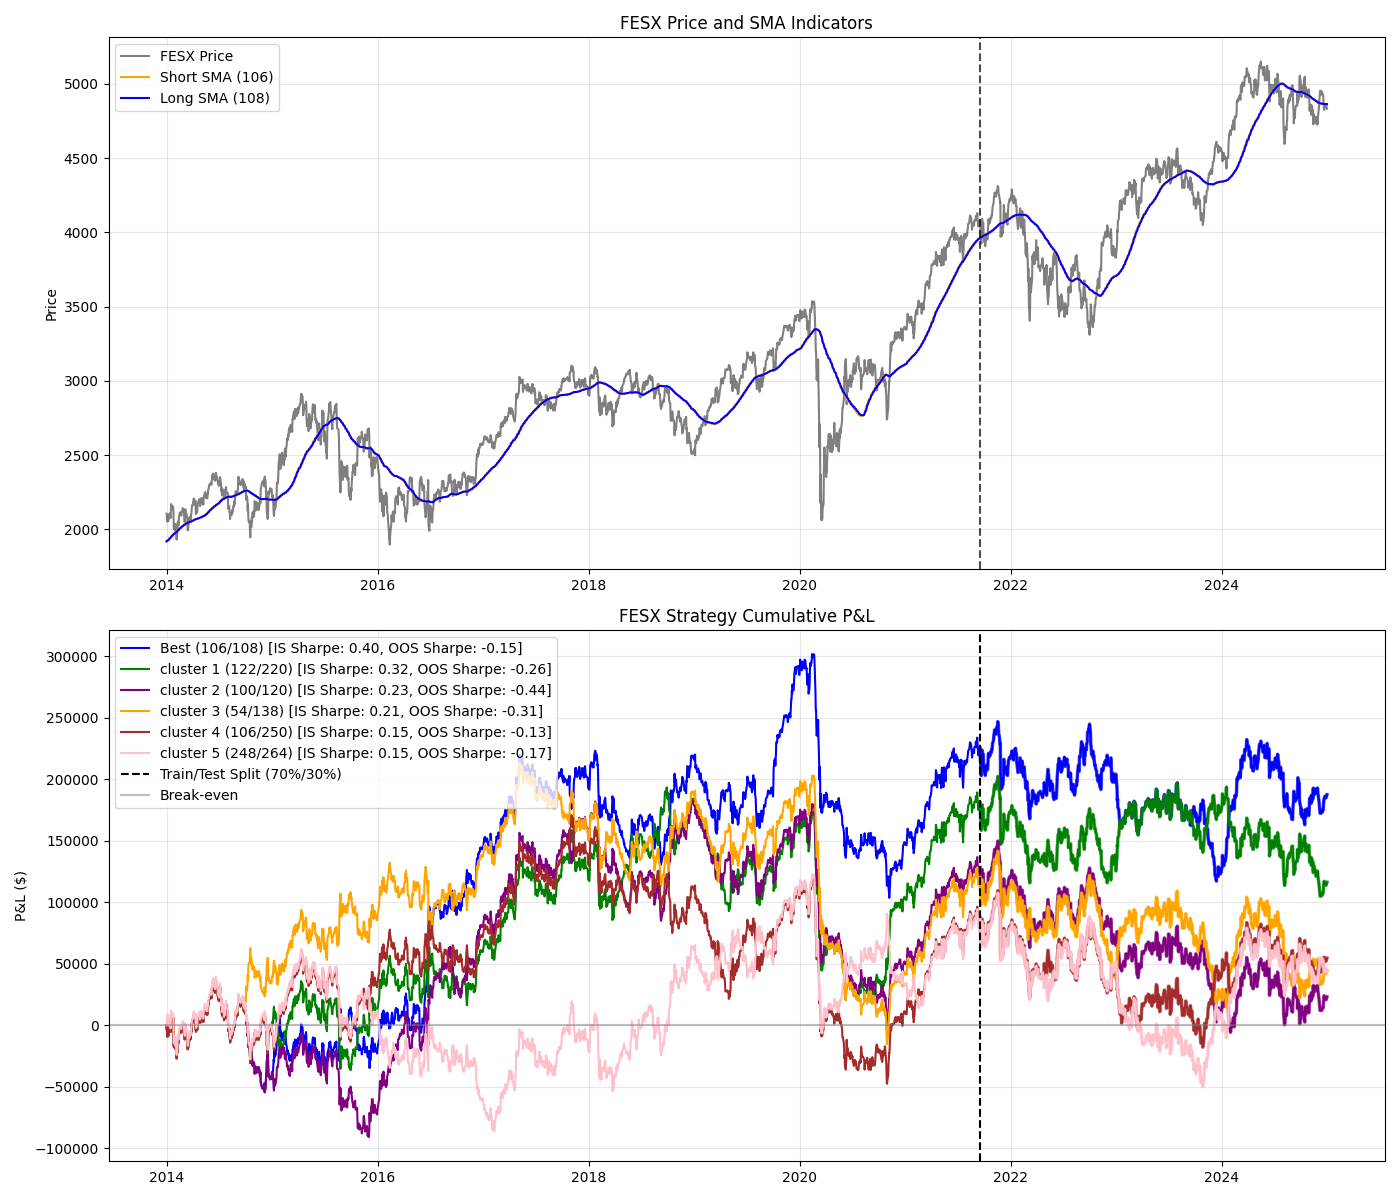 FESX Price and SMA Indicators
FESX Price
Short SMA (106)
Long SMA (108)
Price
5000
4500
4000
3500
3000
2500
2000
2014
2016
2018
2020
2022
2024
FESX Strategy Cumulative P&L
Best (106/108) [IS Sharpe: 0.40, OOS Sharpe: -0.15]
cluster 1 (122/220) [IS Sharpe: 0.32, OOS Sharpe: -0.26]
cluster 2 (100/120) [IS Sharpe: 0.23, OOS Sharpe: -0.44]
cluster 3 (54/138) [IS Sharpe: 0.21, OOS Sharpe: -0.31]
cluster 4 (106/250) [IS Sharpe: 0.15, OOS Sharpe: -0.13]
cluster 5 (248/264) [IS Sharpe: 0.15, OOS Sharpe: -0.17]
Train/Test Split (70%/30%)
Break-even
P&L ($)
300000
250000
200000
150000
100000
50000
0
−50000
−100000
2014
2016
2018
2020
2022
2024